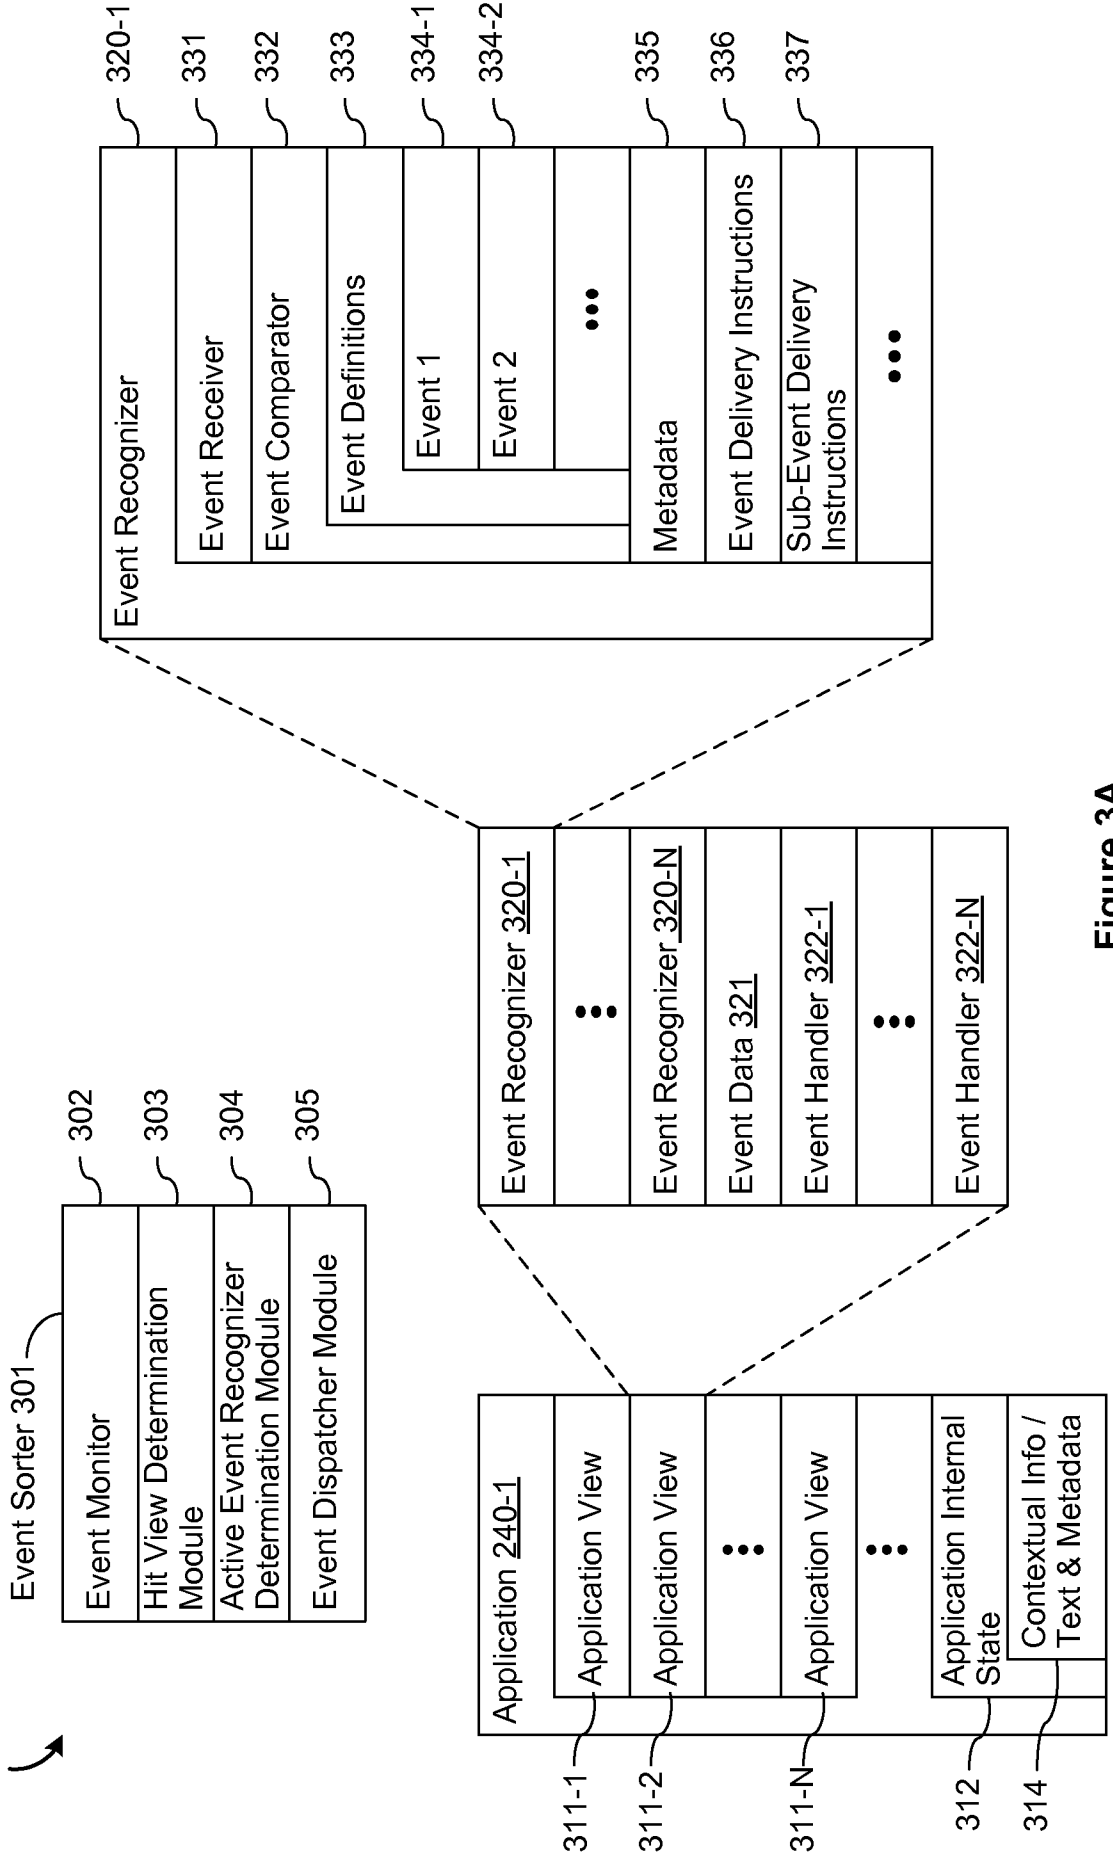 Event Sorter 301
Event Monitor
302
Hit View Determination
Module
303
Active Event Recognizer
Determination Module
304
Event Dispatcher Module
305
Application 240-1
311-1
Application View
311-2
Application View
311-N
Application View
312
Application Internal
State
314
Contextual Info /
Text & Metadata
Event Recognizer 320-1
Event Recognizer 320-N
Event Data 321
Event Handler 322-1
Event Handler 322-N
Event Recognizer
320-1
Event Receiver
331
Event Comparator
332
Event Definitions
333
Event 1
334-1
Event 2
334-2
Metadata
335
Event Delivery Instructions
336
Sub-Event Delivery
Instructions
337
Figure 3A